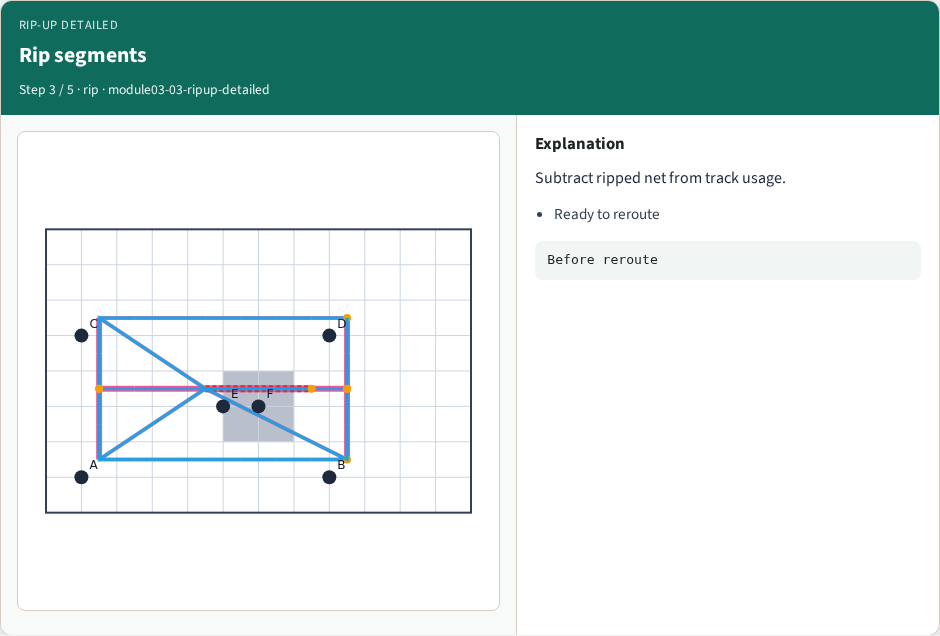 RIP-UP DETAILED
Rip segments
Step 3 / 5 · rip · module03-03-ripup-detailed
C
D
E
F
A
B
Explanation
Subtract ripped net from track usage.
• Ready to reroute
Before reroute